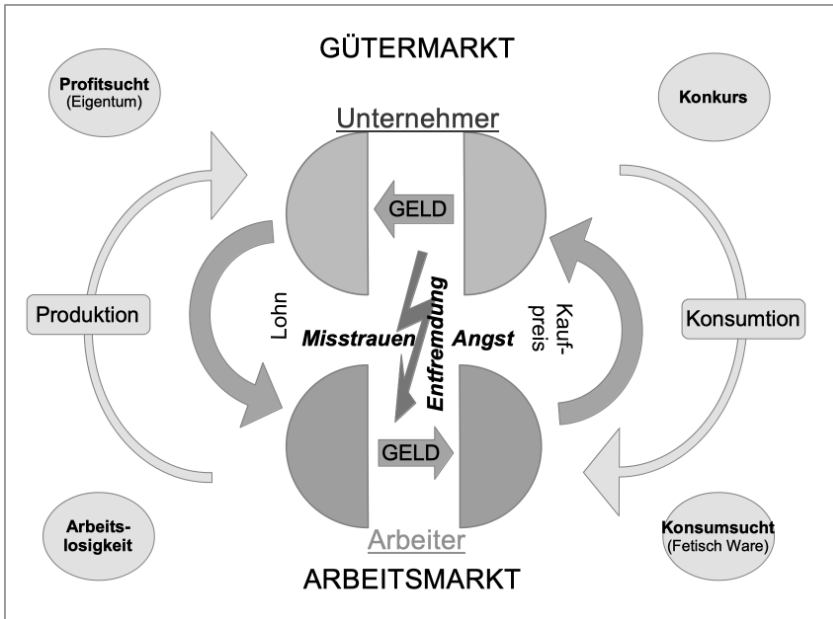 GÜTERMARKT
Profitsucht
(Eigentum)
Konkurs
Unternehmer
GELD
Produktion
Lohn
Misstrauen
Entfremdung
Angst
Kauf-
preis
Konsumtion
GELD
Arbeits-
losigkeit
Konsumsucht
(Fetisch Ware)
Arbeiter
ARBEITSMARKT